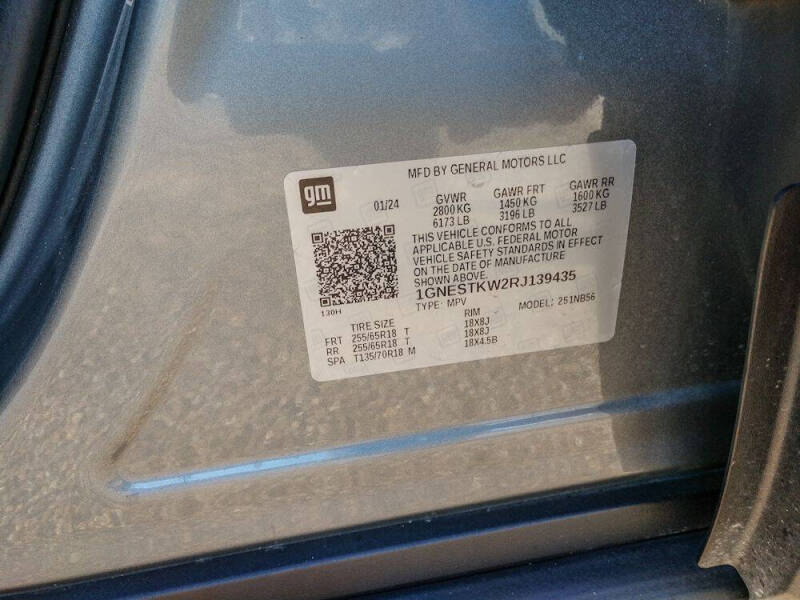 MFD BY GENERAL MOTORS LLC
gm
01/24
GVWR GAWR FRT GAWR RR
2800 KG 1450 KG 1600 KG
6173 LB 3196 LB 3527 LB
THIS VEHICLE CONFORMS TO ALL
APPLICABLE U.S. FEDERAL MOTOR
VEHICLE SAFETY STANDARDS IN EFFECT
ON THE DATE OF MANUFACTURE
SHOWN ABOVE.
1GNESTKW2RJ139435
130H
TYPE: MPV MODEL: 251NB56
TIRE SIZE RIM
FRT 255/65R18 T 18X8J
RR 255/65R18 T 18X8J
SPA T135/70R18 M 18X4.5B